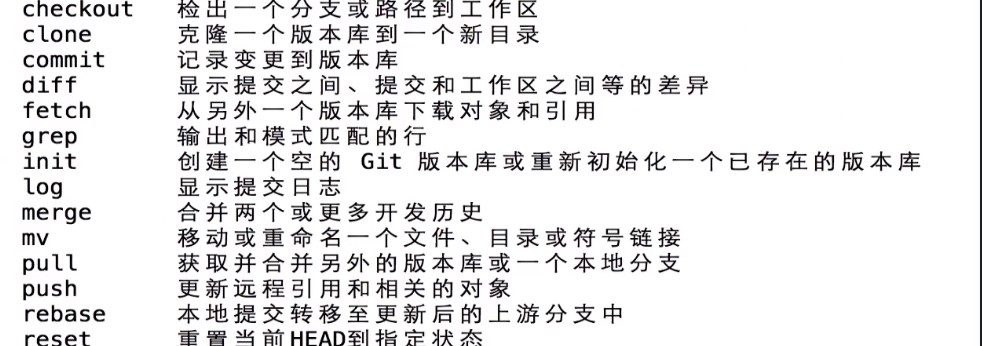 checkout 检出一个分支或路径到工作区
clone 克隆一个版本库到一个新目录
commit 记录变更到版本库
diff 显示提交之间、提交和工作区之间等的差异
fetch 从另外一个版本库下载对象和引用
grep 输出和模式匹配的行
init 创建一个空的 Git 版本库或重新初始化一个已存在的版本库
log 显示提交日志
merge 合并两个或更多开发历史
mv 移动或重命名一个文件、目录或符号链接
pull 获取并合并另外的版本库或一个本地分支
push 更新远程引用和相关的对象
rebase 本地提交转移至更新后的上游分支中
reset 重置当前HEAD到指定状态